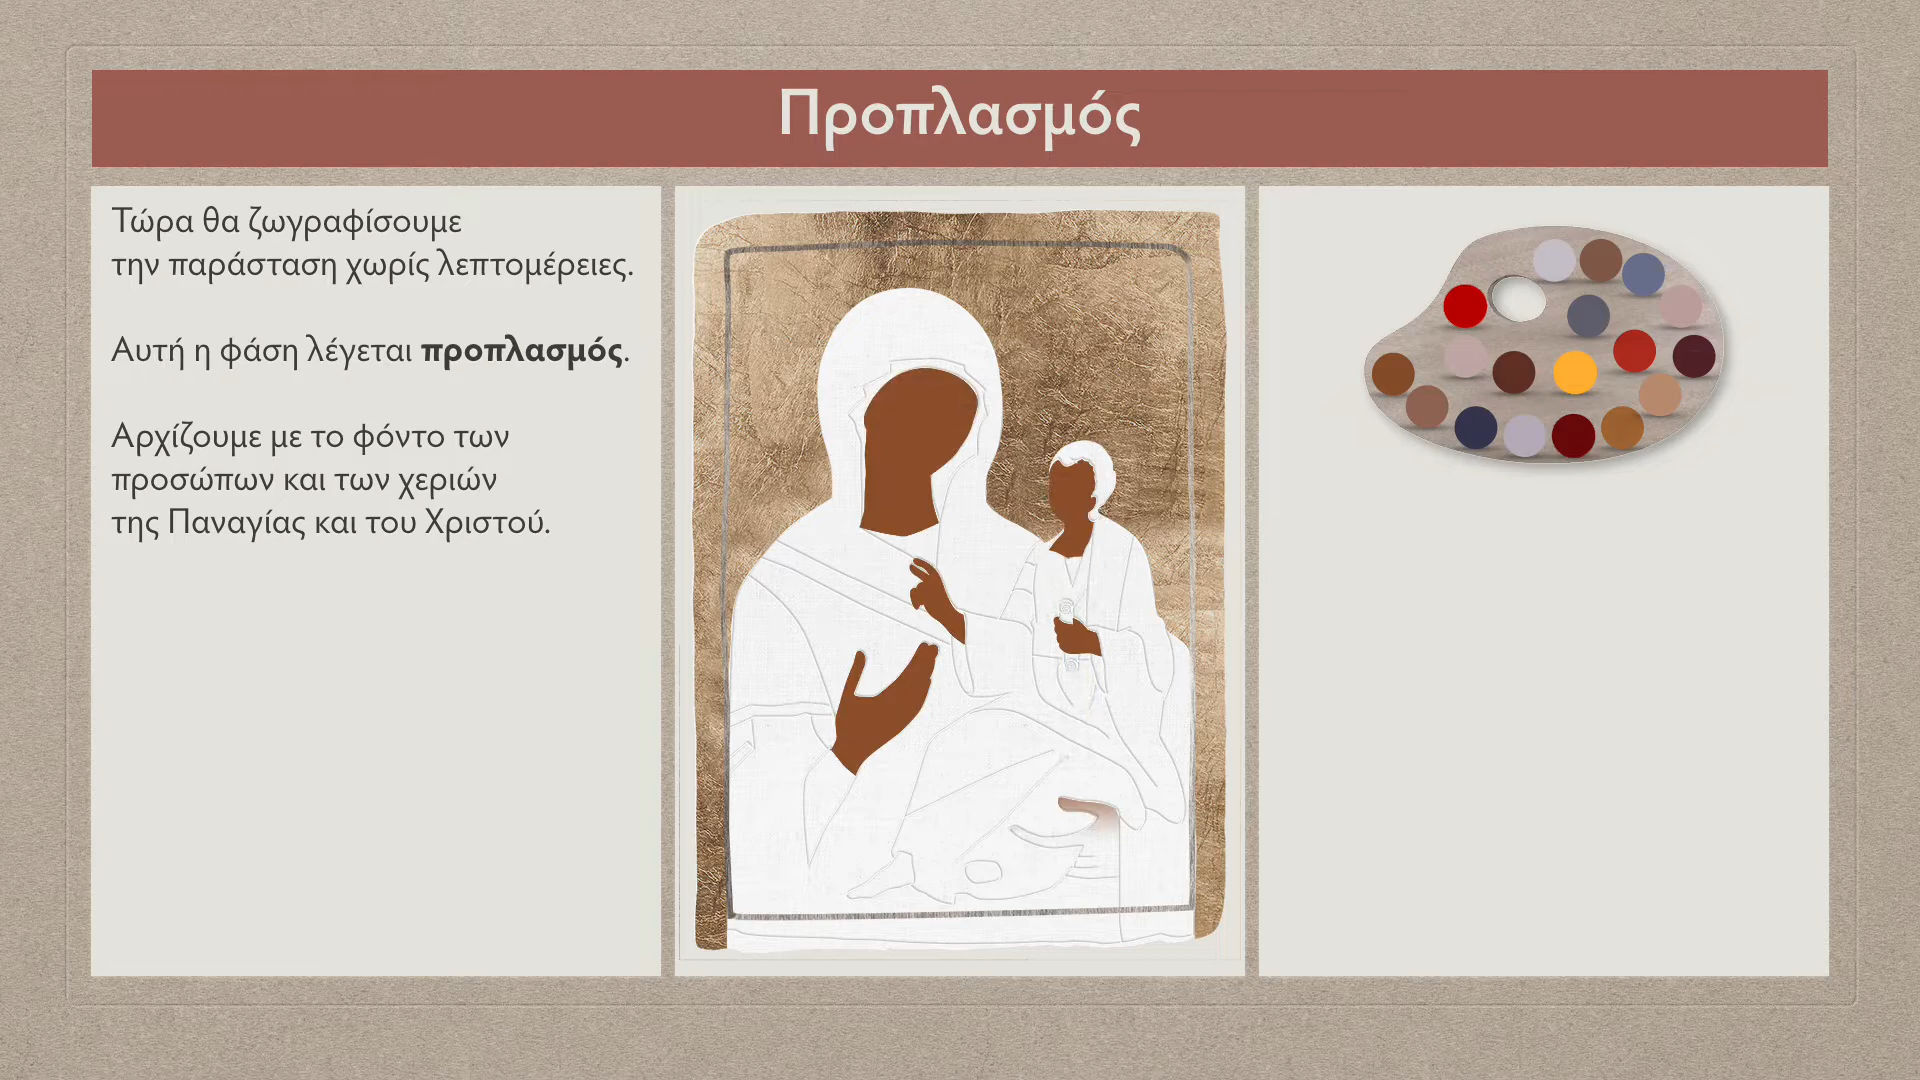 Προπλασμός
Τώρα θα ζωγραφίσουμε
την παράσταση χωρίς λεπτομέρειες.
Αυτή η φάση λέγεται προπλασμός.
Αρχίζουμε με το φόντο των
προσώπων και των χεριών
της Παναγίας και του Χριστού.